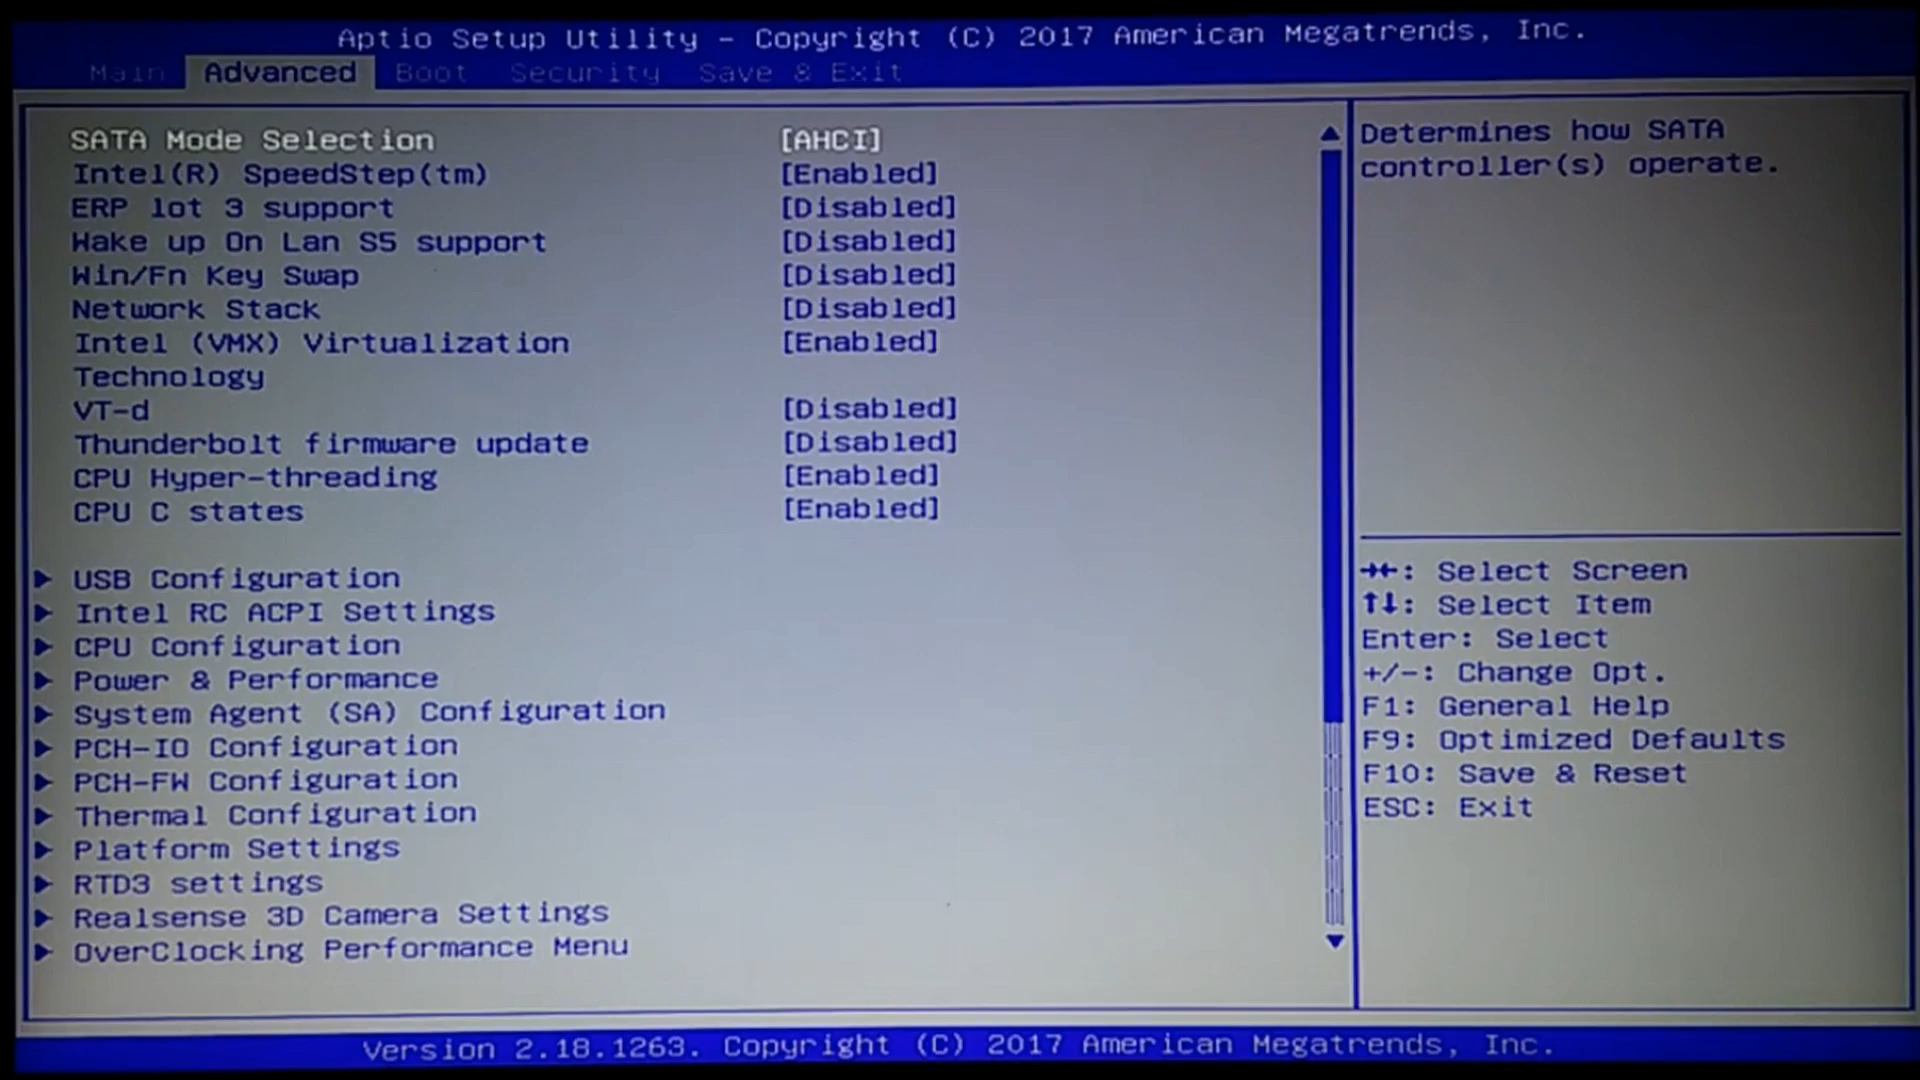 Aptio Setup Utility - Copyright (C) 2017 American Megatrends, Inc.
Main Advanced Boot Security Save & Exit
SATA Mode Selection [AHCI]
Intel(R) SpeedStep(tm) [Enabled]
ERP lot 3 support [Disabled]
Wake up On Lan S5 support [Disabled]
Win/Fn Key Swap [Disabled]
Network Stack [Disabled]
Intel (VMX) Virtualization [Enabled]
Technology
VT-d [Disabled]
Thunderbolt firmware update [Disabled]
CPU Hyper-threading [Enabled]
CPU C states [Enabled]
USB Configuration
Intel RC ACPI Settings
CPU Configuration
Power & Performance
System Agent (SA) Configuration
PCH-IO Configuration
PCH-FW Configuration
Thermal Configuration
Platform Settings
RTD3 settings
Realsense 3D Camera Settings
OverClocking Performance Menu
Determines how SATA
controller(s) operate.
→←: Select Screen
↑↓: Select Item
Enter: Select
+/-: Change Opt.
F1: General Help
F9: Optimized Defaults
F10: Save & Reset
ESC: Exit
Version 2.18.1263. Copyright (C) 2017 American Megatrends, Inc.